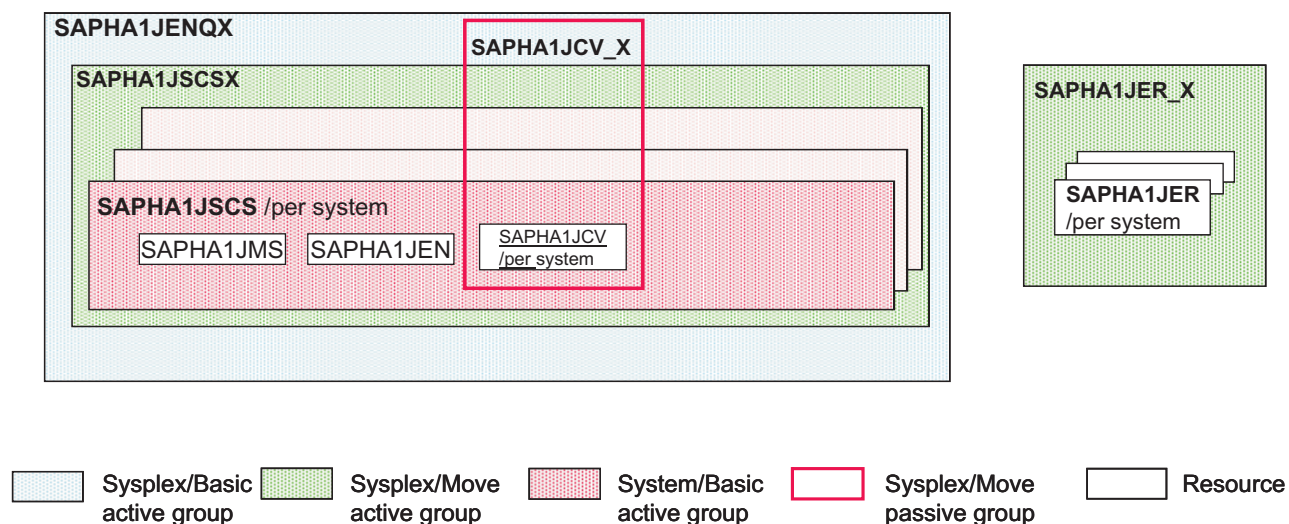 SAPHA1JENQX
SAPHA1JCV_X
SAPHA1JSCSX
SAPHA1JER_X
SAPHA1JSCS /per system
SAPHA1JMS
SAPHA1JEN
SAPHA1JCV
/per system
SAPHA1JER
/per system
Sysplex/Basic
active group
Sysplex/Move
active group
System/Basic
active group
Sysplex/Move
passive group
Resource